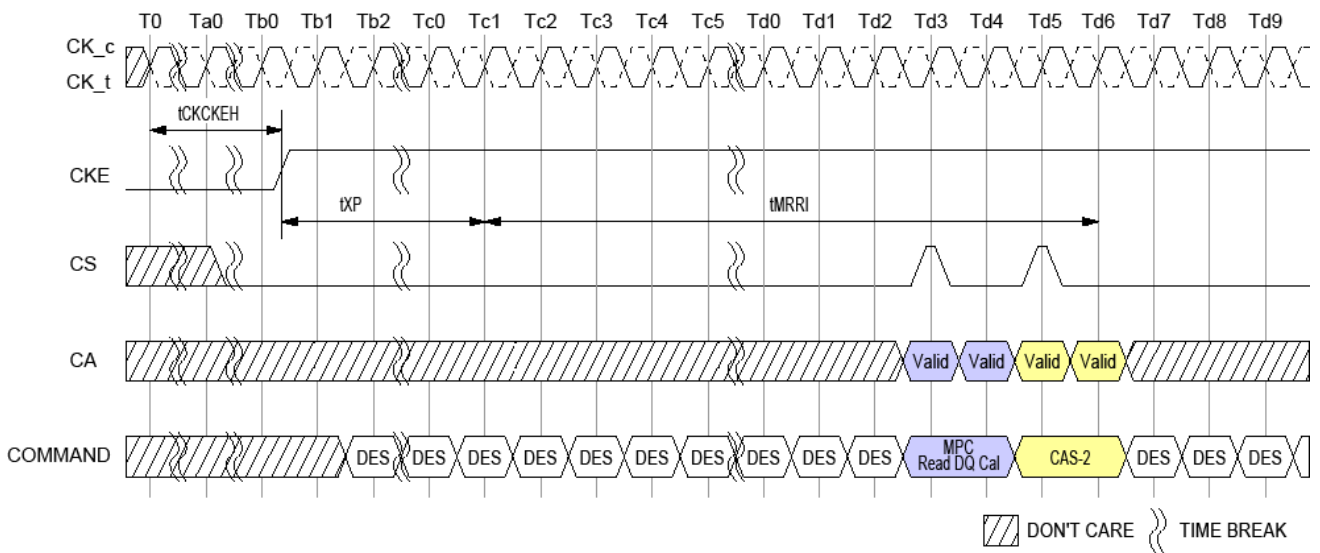 T0 Ta0 Tb0 Tb1 Tb2 Tc0 Tc1 Tc2 Tc3 Tc4 Tc5 Td0 Td1 Td2 Td3 Td4 Td5 Td6 Td7 Td8 Td9
CK_c
CK_t
tCKCKEH
CKE
tXP tMRRI
CS
CA Valid Valid Valid Valid
COMMAND DES DES DES DES DES DES DES DES DES DES MPC Read DQ Cal CAS-2 DES DES DES
DON'T CARE TIME BREAK